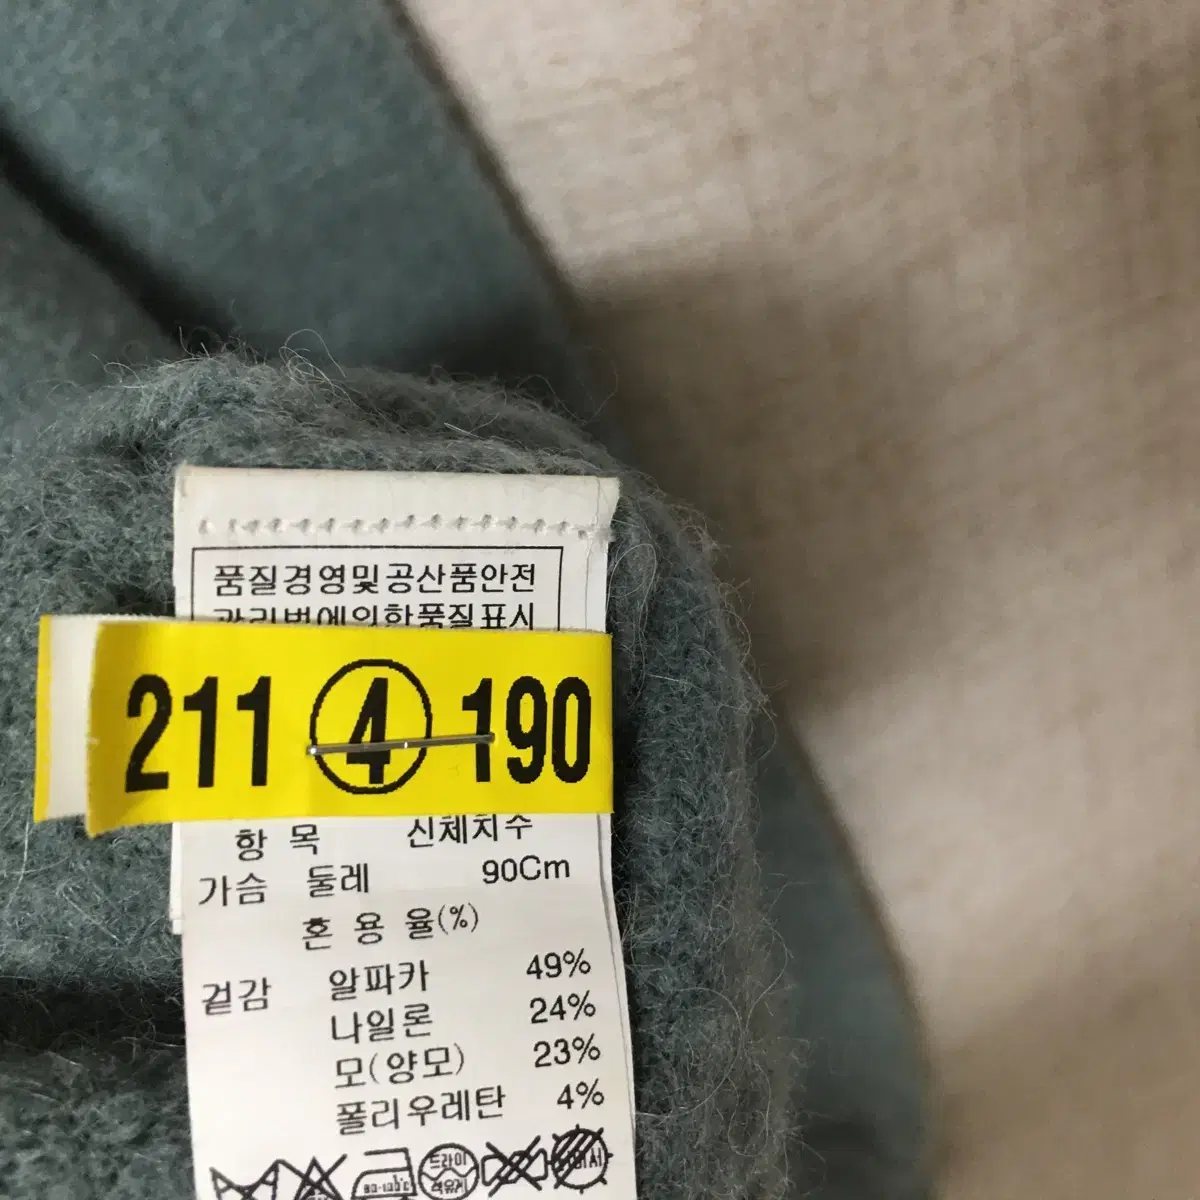 품질경영및공산품안전
관리법에의한품질표시
211 4 190
항 목 신체치수
가슴 둘레 90Cm
혼 용 율(%)
겉감 알파카 49%
나일론 24%
모(양모) 23%
폴리우레탄 4%
드라이